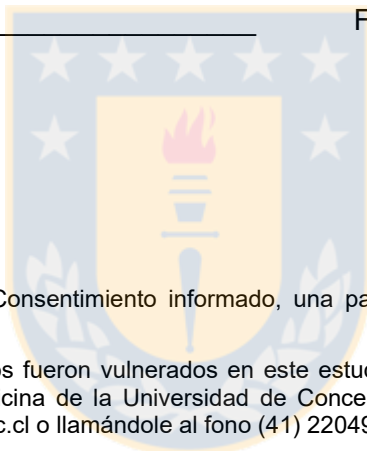 F
Consentimiento informado, una pa
os fueron vulnerados en este estud
cina de la Universidad de Conce
c.cl o llamándole al fono (41) 22049